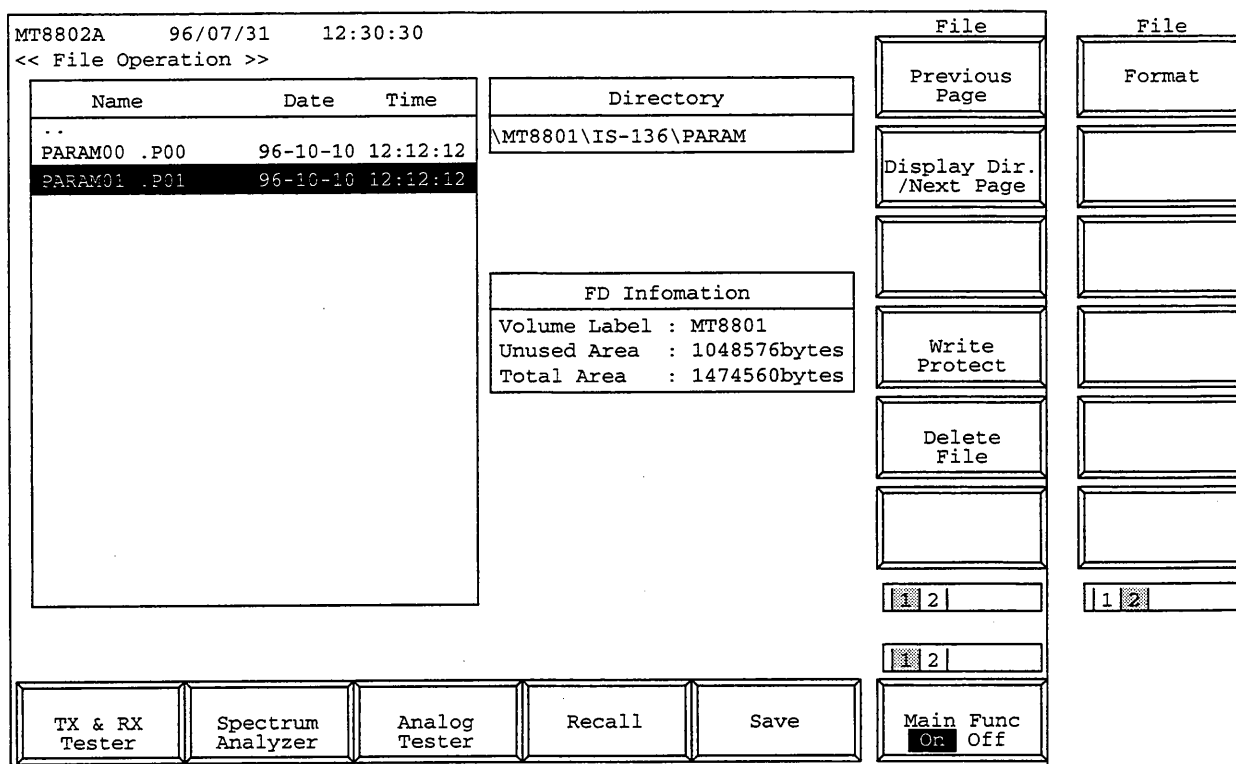 MT8802A 96/07/31 12:30:30
<< File Operation >>
Name Date Time
..
PARAM00 .P00 96-10-10 12:12:12
PARAM01 .P01 96-10-10 12:12:12
Directory
\MT8801\IS-136\PARAM
FD Infomation
Volume Label : MT8801
Unused Area : 1048576bytes
Total Area : 1474560bytes
File
Previous
Page
Display Dir.
/Next Page
Write
Protect
Delete
File
1 2
1 2
File
Format
1 2
TX & RX
Tester
Spectrum
Analyzer
Analog
Tester
Recall
Save
Main Func
On Off